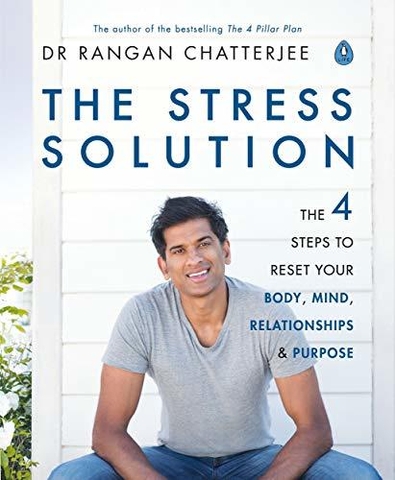 The author of the bestselling The 4 Pillar Plan
DR RANGAN CHATTERJEE
LIFE
THE STRESS
SOLUTION
THE 4
STEPS TO
RESET YOUR
BODY, MIND,
RELATIONSHIPS
& PURPOSE